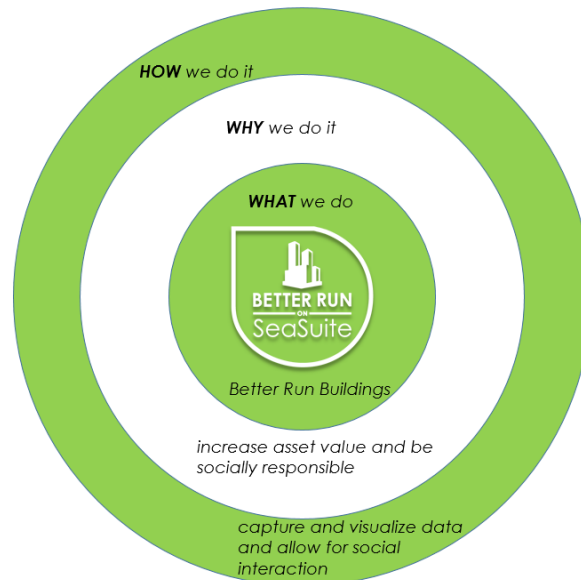 HOW we do it
WHY we do it
WHAT we do
BETTER RUN
ON
SeaSuite
Better Run Buildings
increase asset value and be
socially responsible
capture and visualize data
and allow for social
interaction